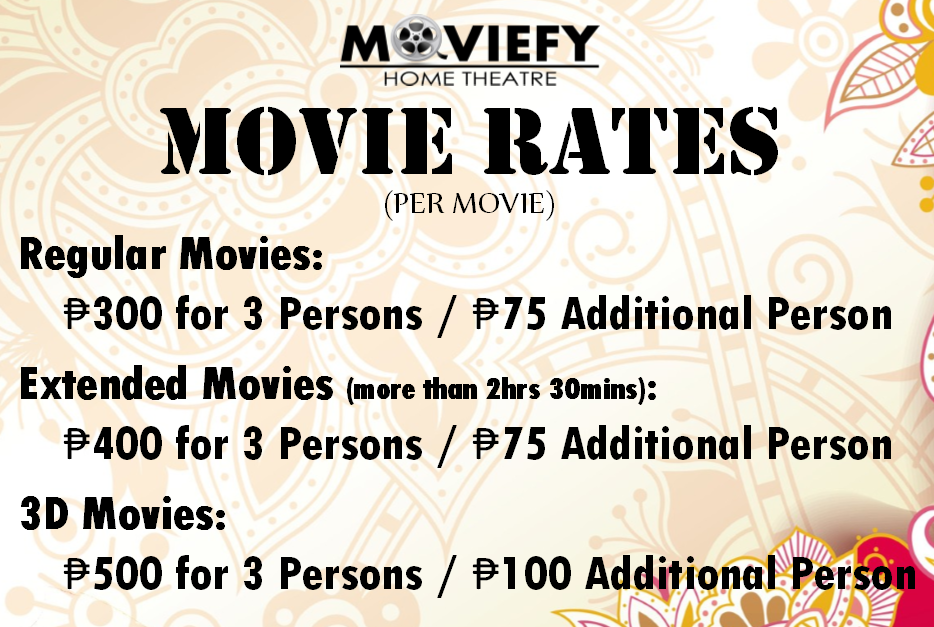 MOVIEFY
HOME THEATRE
MOVIE RATES
(PER MOVIE)
Regular Movies:
₱300 for 3 Persons / ₱75 Additional Person
Extended Movies (more than 2hrs 30mins):
₱400 for 3 Persons / ₱75 Additional Person
3D Movies:
₱500 for 3 Persons / ₱100 Additional Person